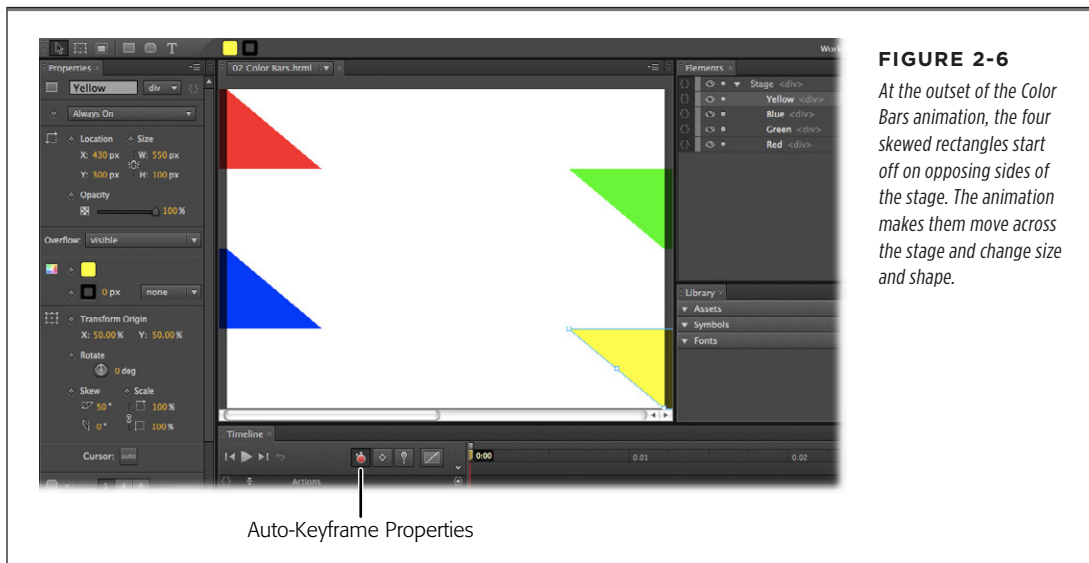 T
Work
Properties
02 Color Bars.html
Elements
Yellow div
Stage <div>
Always On
Yellow <div>
Blue <div>
Green <div>
Red <div>
Location Size
X: 430 px W: 550 px
Y: 300 px H: 100 px
Opacity
100%
Overflow: visible
0 px none
Library
Assets
Symbols
Fonts
Transform Origin
X: 50.00% Y: 50.00%
Rotate
0 deg
Skew Scale
50° 100%
0° 100%
Cursor: auto
Timeline
0:00 0:01 0:02
Actions
Auto-Keyframe Properties
FIGURE 2-6
At the outset of the Color
Bars animation, the four
skewed rectangles start
off on opposing sides of
the stage. The animation
makes them move across
the stage and change size
and shape.